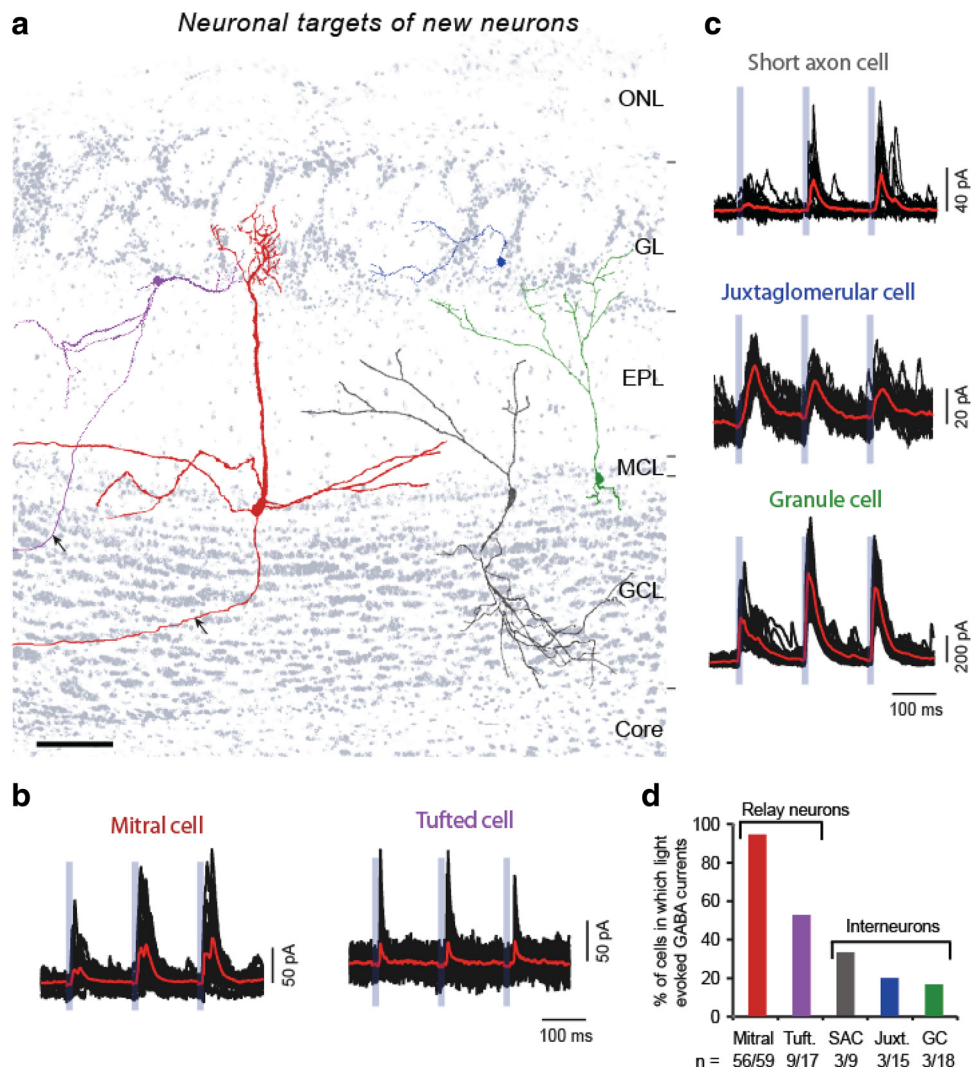 a
Neuronal targets of new neurons
ONL
GL
EPL
MCL
GCL
Core
b
Mitral cell
50 pA
Tufted cell
50 pA
100 ms
c
Short axon cell
40 pA
Juxtaglomerular cell
20 pA
Granule cell
200 pA
100 ms
d
% of cells in which light
evoked GABA currents
Relay neurons
Interneurons
100
80
60
40
20
0
Mitral Tuft. SAC Juxt. GC
n = 56/59 9/17 3/9 3/15 3/18